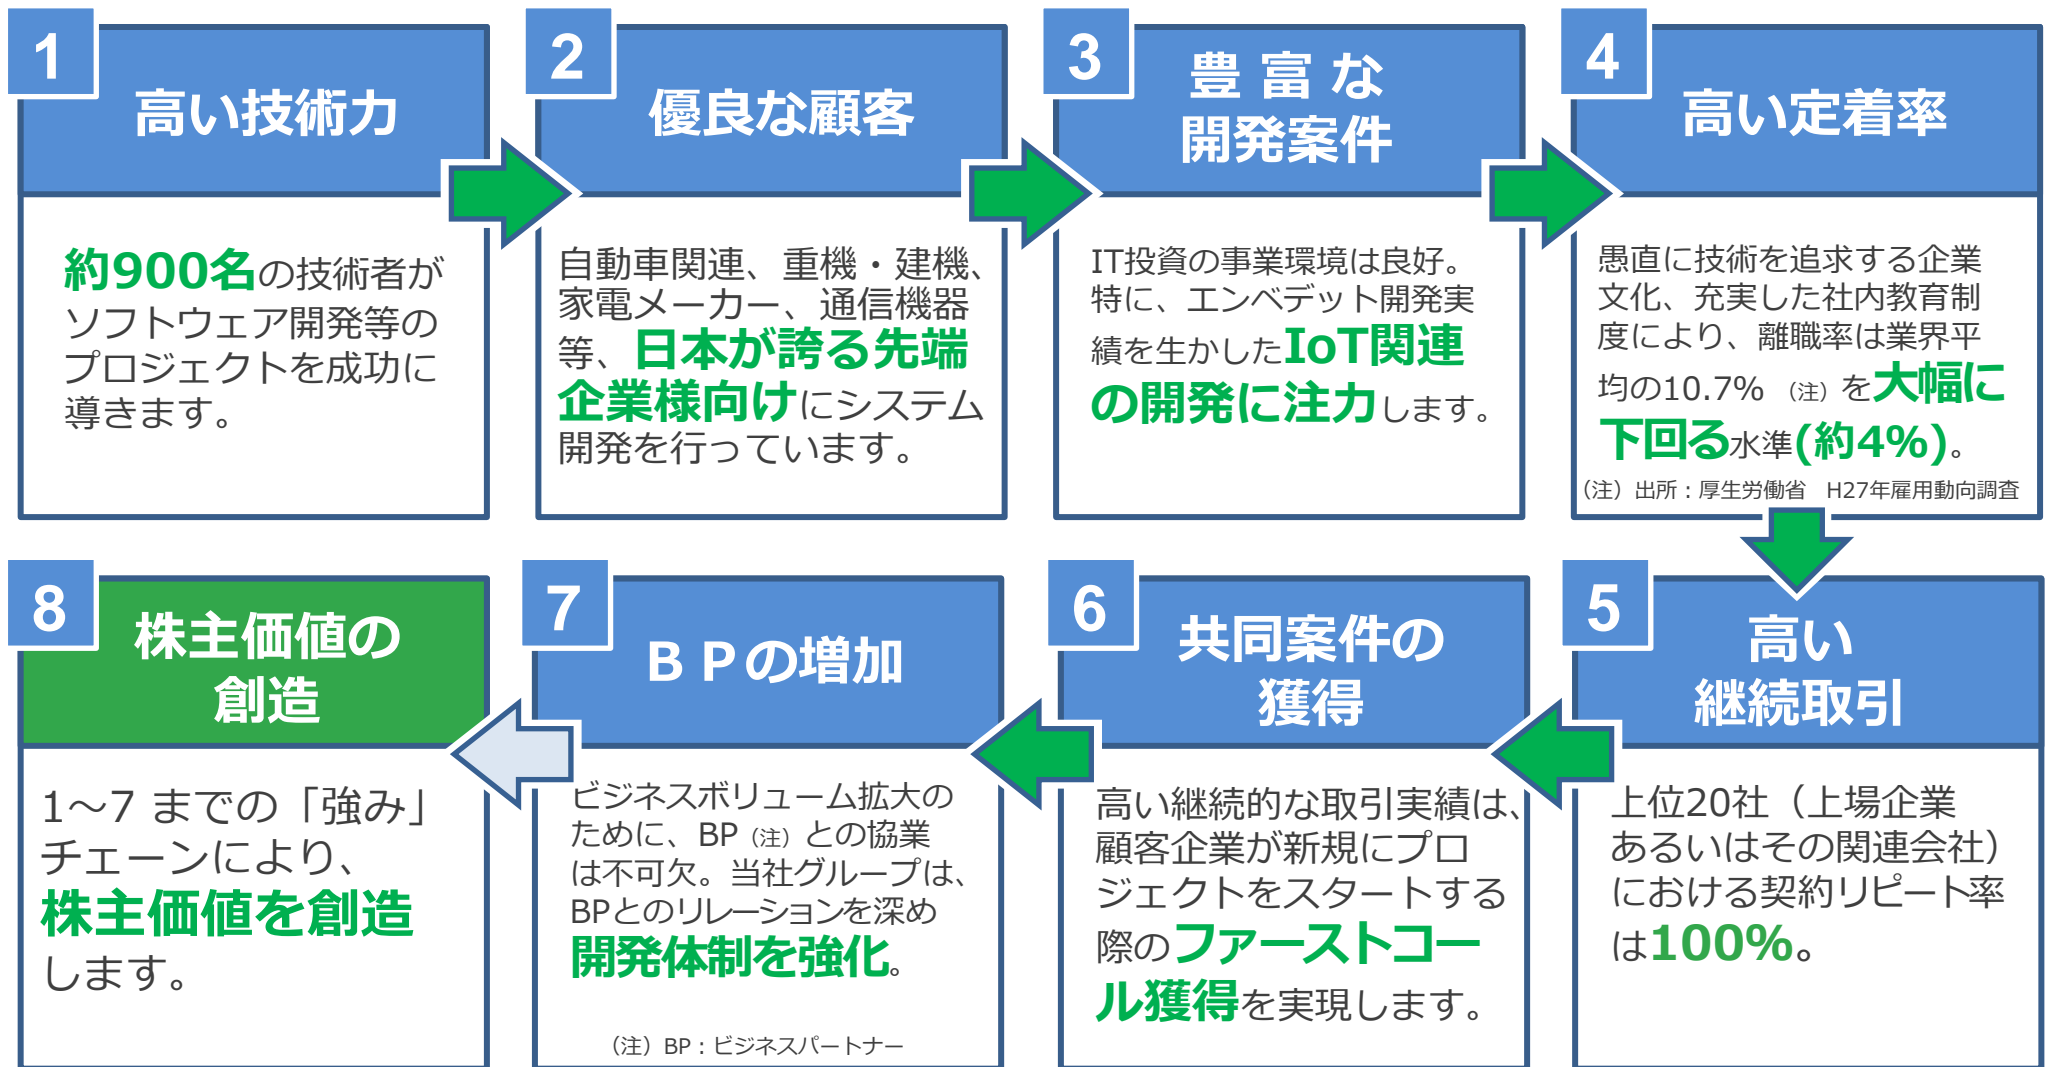 1
高い技術力
約900名の技術者が
ソフトウェア開発等の
プロジェクトを成功に
導きます。
2
優良な顧客
自動車関連、重機・建機、
家電メーカー、通信機器
等、日本が誇る先端
企業様向けにシステム
開発を行っています。
3
豊富な
開発案件
IT投資の事業環境は良好。
特に、エンベデット開発実
績を生かしたIoT関連
の開発に注力します。
4
高い定着率
愚直に技術を追求する企業
文化、充実した社内教育制
度により、離職率は業界平
均の10.7%（注）を大幅に
下回る水準(約4%)。
（注）出所：厚生労働省　H27年雇用動向調査
5
高い
継続取引
上位20社（上場企業
あるいはその関連会社）
における契約リピート率
は100%。
6
共同案件の
獲得
高い継続的な取引実績は、
顧客企業が新規にプロ
ジェクトをスタートする
際のファーストコー
ル獲得を実現します。
7
ＢＰの増加
ビジネスボリューム拡大の
ために、BP（注）との協業
は不可欠。当社グループは、
BPとのリレーションを深め
開発体制を強化。
（注）BP：ビジネスパートナー
8
株主価値の
創造
1～7 までの「強み」
チェーンにより、
株主価値を創造
します。